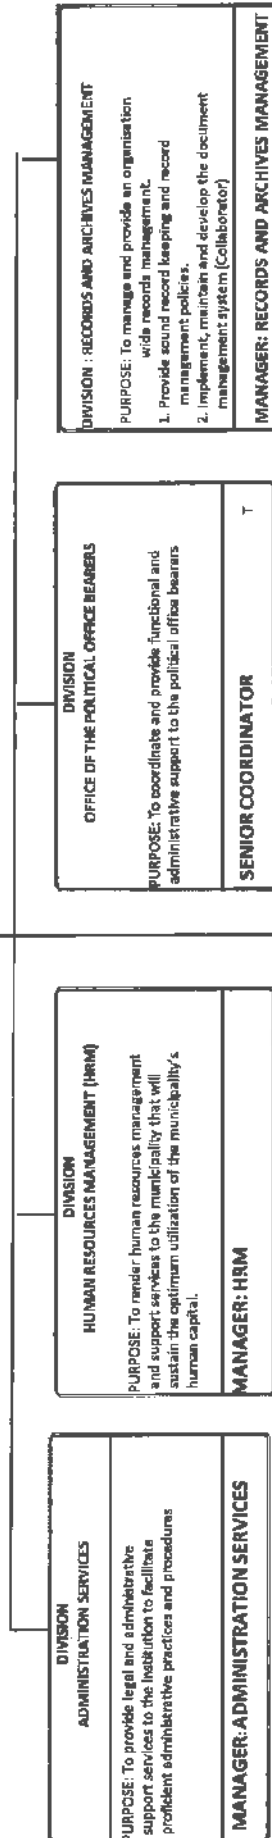 DIVISION
ADMINISTRATION SERVICES
PURPOSE: To provide legal and administrative
support services to the institution to facilitate
proficient administrative practices and procedures
MANAGER: ADMINISTRATION SERVICES
DIVISION
HUMAN RESOURCES MANAGEMENT (HRM)
PURPOSE: To render human resources management
and support services to the municipality that will
sustain the optimum utilization of the municipality's
human capital.
MANAGER: HRM
DIVISION
OFFICE OF THE POLITICAL OFFICE BEARERS
PURPOSE: To coordinate and provide functional and
administrative support to the political office bearers
SENIOR COORDINATOR T
DIVISION : RECORDS AND ARCHIVES MANAGEMENT
PURPOSE: To manage and provide an organisation
wide records mahagement.
1. Provide sound record keeping and record
management policies.
2. Implement, maintain and develop the document
management system (Collaborator)
MANAGER: RECORDS AND ARCHIVES MANAGEMENT